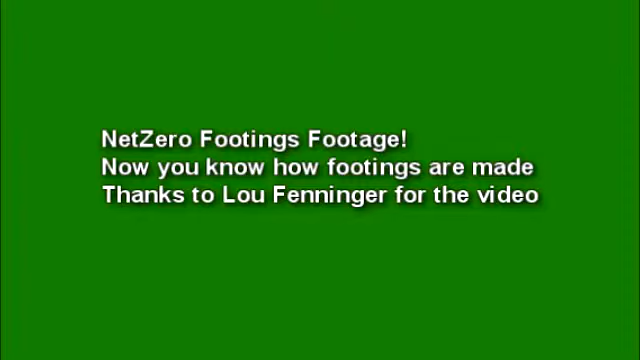 NetZero Footings Footage!
Now you know how footings are made
Thanks to Lou Fenninger for the video